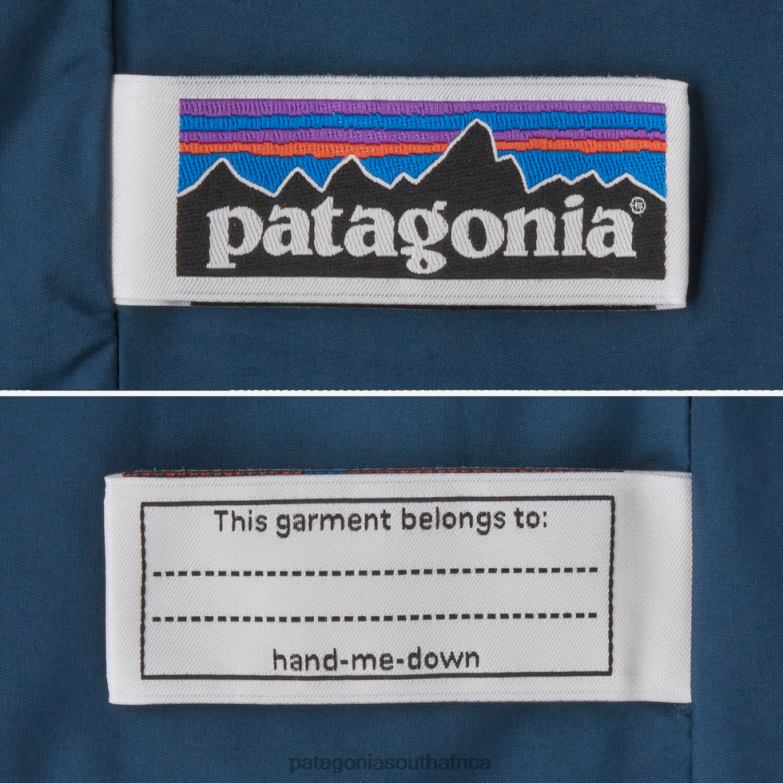 patagonia®
This garment belongs to:
hand-me-down
patagoniasouthafrica